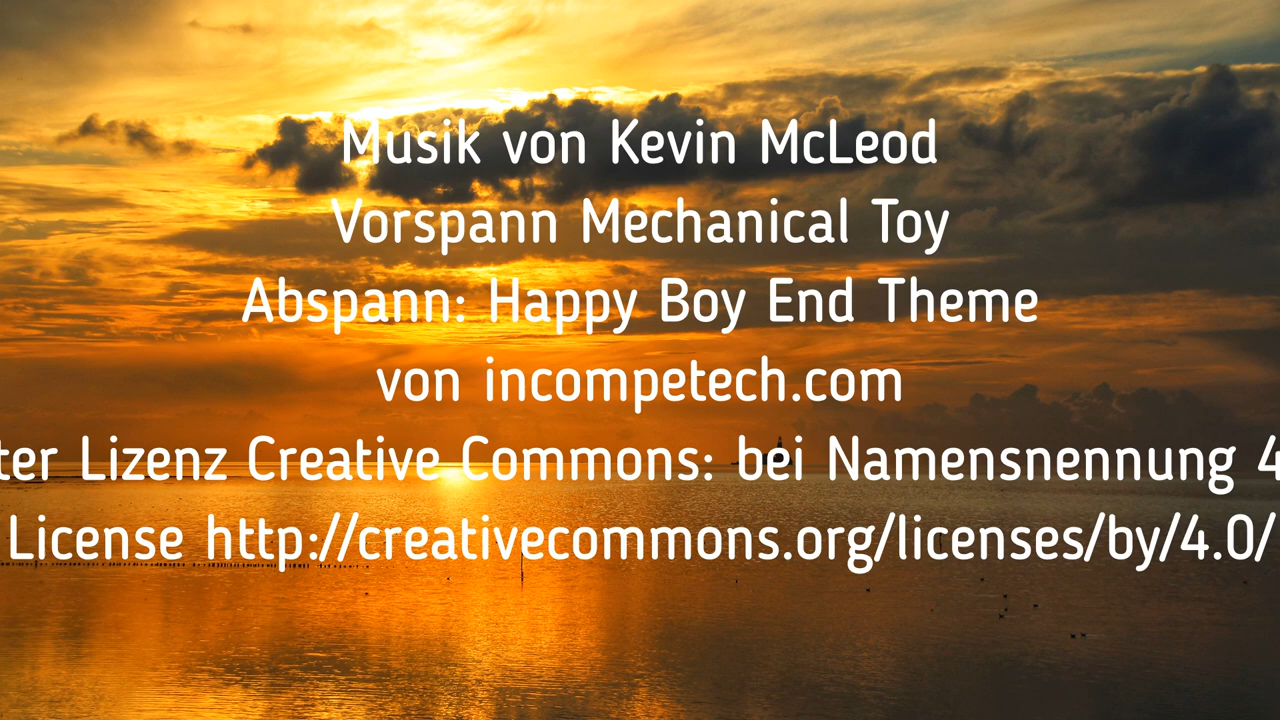 Musik von Kevin McLeod
Vorspann Mechanical Toy
Abspann: Happy Boy End Theme
von incompetech.com
ter Lizenz Creative Commons: bei Namensnennung 4
License http://creativecommons.org/licenses/by/4.0/